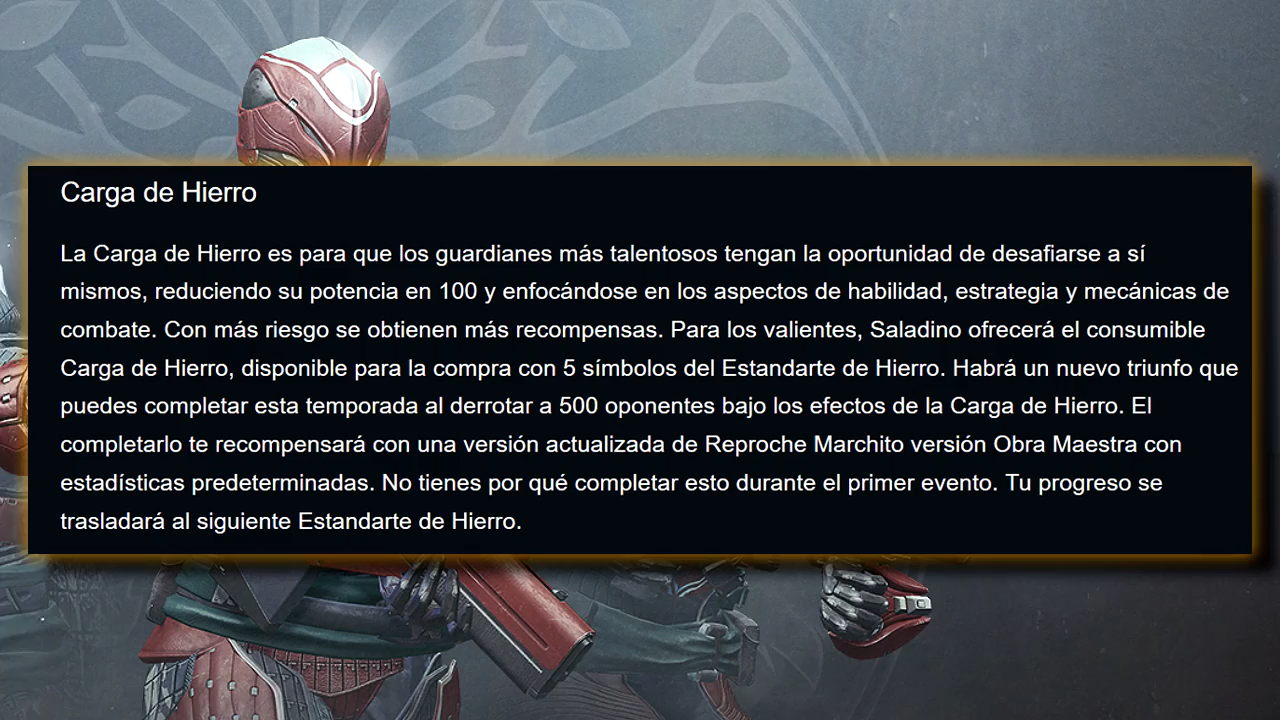 Carga de Hierro
La Carga de Hierro es para que los guardianes más talentosos tengan la oportunidad de desafiarse a sí
mismos, reduciendo su potencia en 100 y enfocándose en los aspectos de habilidad, estrategia y mecánicas de
combate. Con más riesgo se obtienen más recompensas. Para los valientes, Saladino ofrecerá el consumible
Carga de Hierro, disponible para la compra con 5 símbolos del Estandarte de Hierro. Habrá un nuevo triunfo que
puedes completar esta temporada al derrotar a 500 oponentes bajo los efectos de la Carga de Hierro. El
completarlo te recompensará con una versión actualizada de Reproche Marchito versión Obra Maestra con
estadísticas predeterminadas. No tienes por qué completar esto durante el primer evento. Tu progreso se
trasladará al siguiente Estandarte de Hierro.